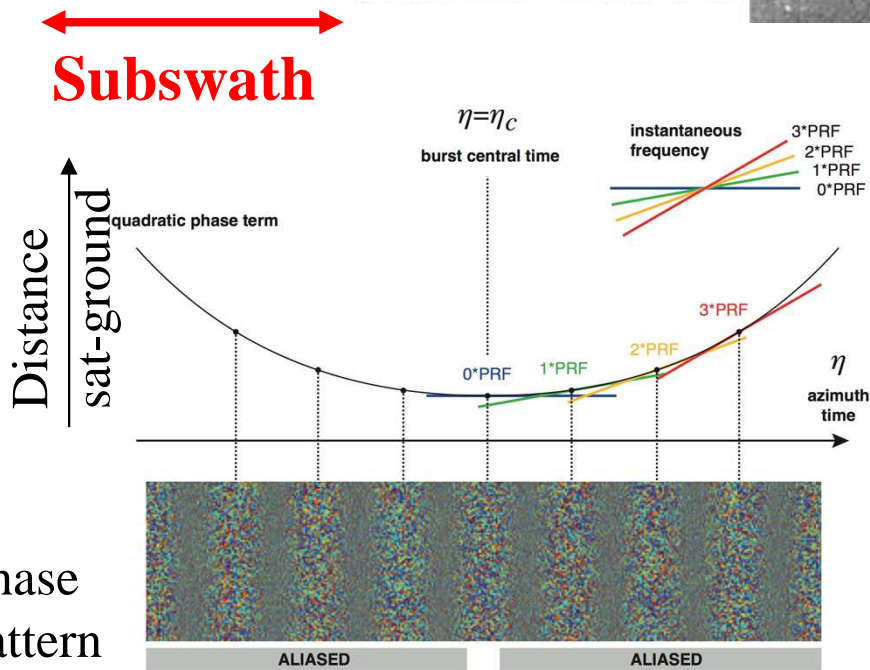 Subswath
η=ηc
burst central time
instantaneous
frequency
3*PRF
2*PRF
1*PRF
0*PRF
quadratic phase term
Distance
sat-ground
0*PRF
1*PRF
2*PRF
3*PRF
η
azimuth
time
hase
attern
ALIASED
ALIASED